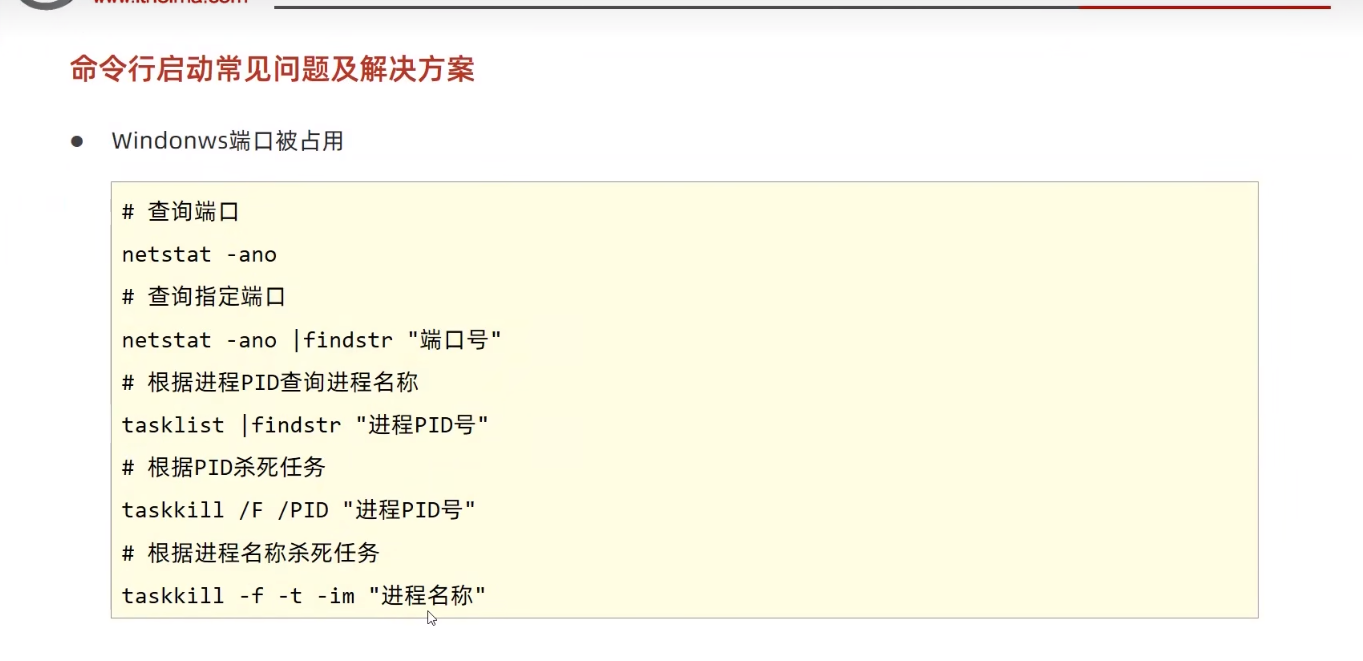 www.itheima.com
命令行启动常见问题及解决方案
● Windonws端口被占用
# 查询端口
netstat -ano
# 查询指定端口
netstat -ano |findstr "端口号"
# 根据进程PID查询进程名称
tasklist |findstr "进程PID号"
# 根据PID杀死任务
taskkill /F /PID "进程PID号"
# 根据进程名称杀死任务
taskkill -f -t -im "进程名称"